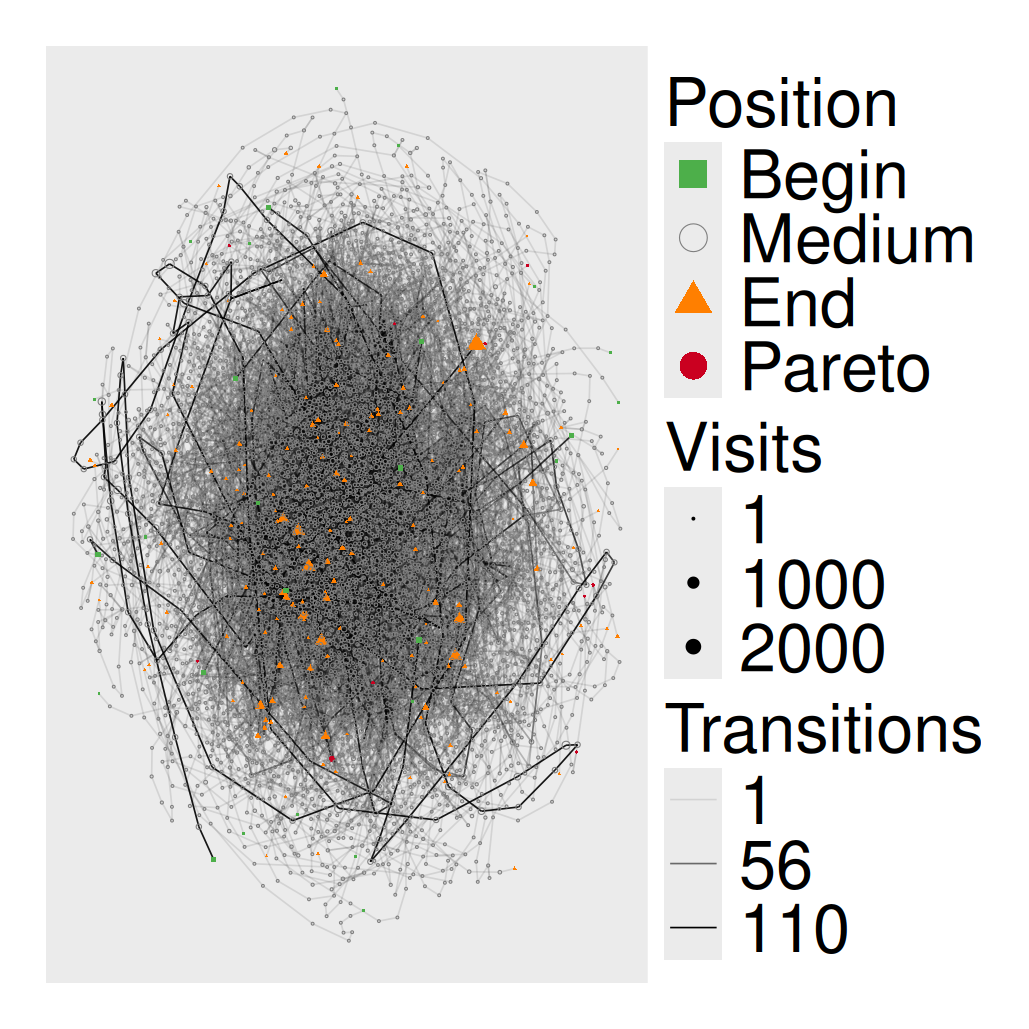 Position
Begin
Medium
End
Pareto
Visits
1
1000
2000
Transitions
1
56
110